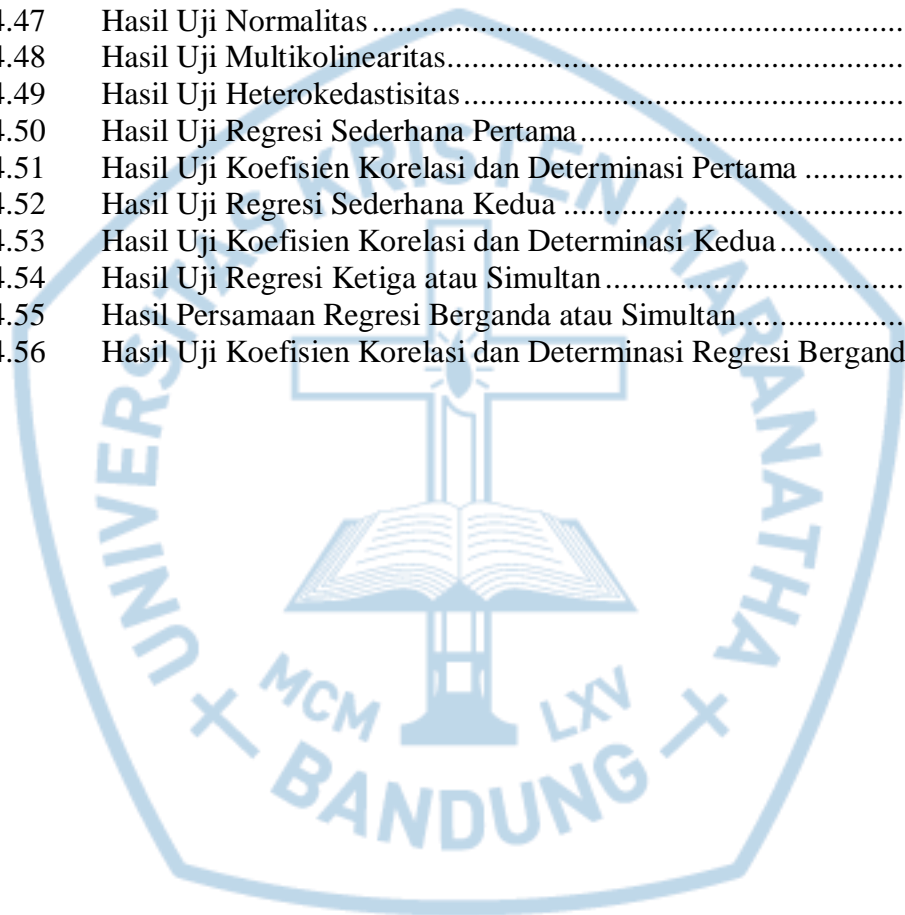 4.47 Hasil Uji Normalitas....................................................................
4.48 Hasil Uji Multikolinearitas..........................................................
4.49 Hasil Uji Heterokedastisitas........................................................
4.50 Hasil Uji Regresi Sederhana Pertama.........................................
4.51 Hasil Uji Koefisien Korelasi dan Determinasi Pertama ............
4.52 Hasil Uji Regresi Sederhana Kedua ...........................................
4.53 Hasil Uji Koefisien Korelasi dan Determinasi Kedua................
4.54 Hasil Uji Regresi Ketiga atau Simultan......................................
4.55 Hasil Persamaan Regresi Berganda atau Simultan.....................
4.56 Hasil Uji Koefisien Korelasi dan Determinasi Regresi Bergand
UNIVERSITAS KRISTEN MARANATHA
MCM LXV
BANDUNG